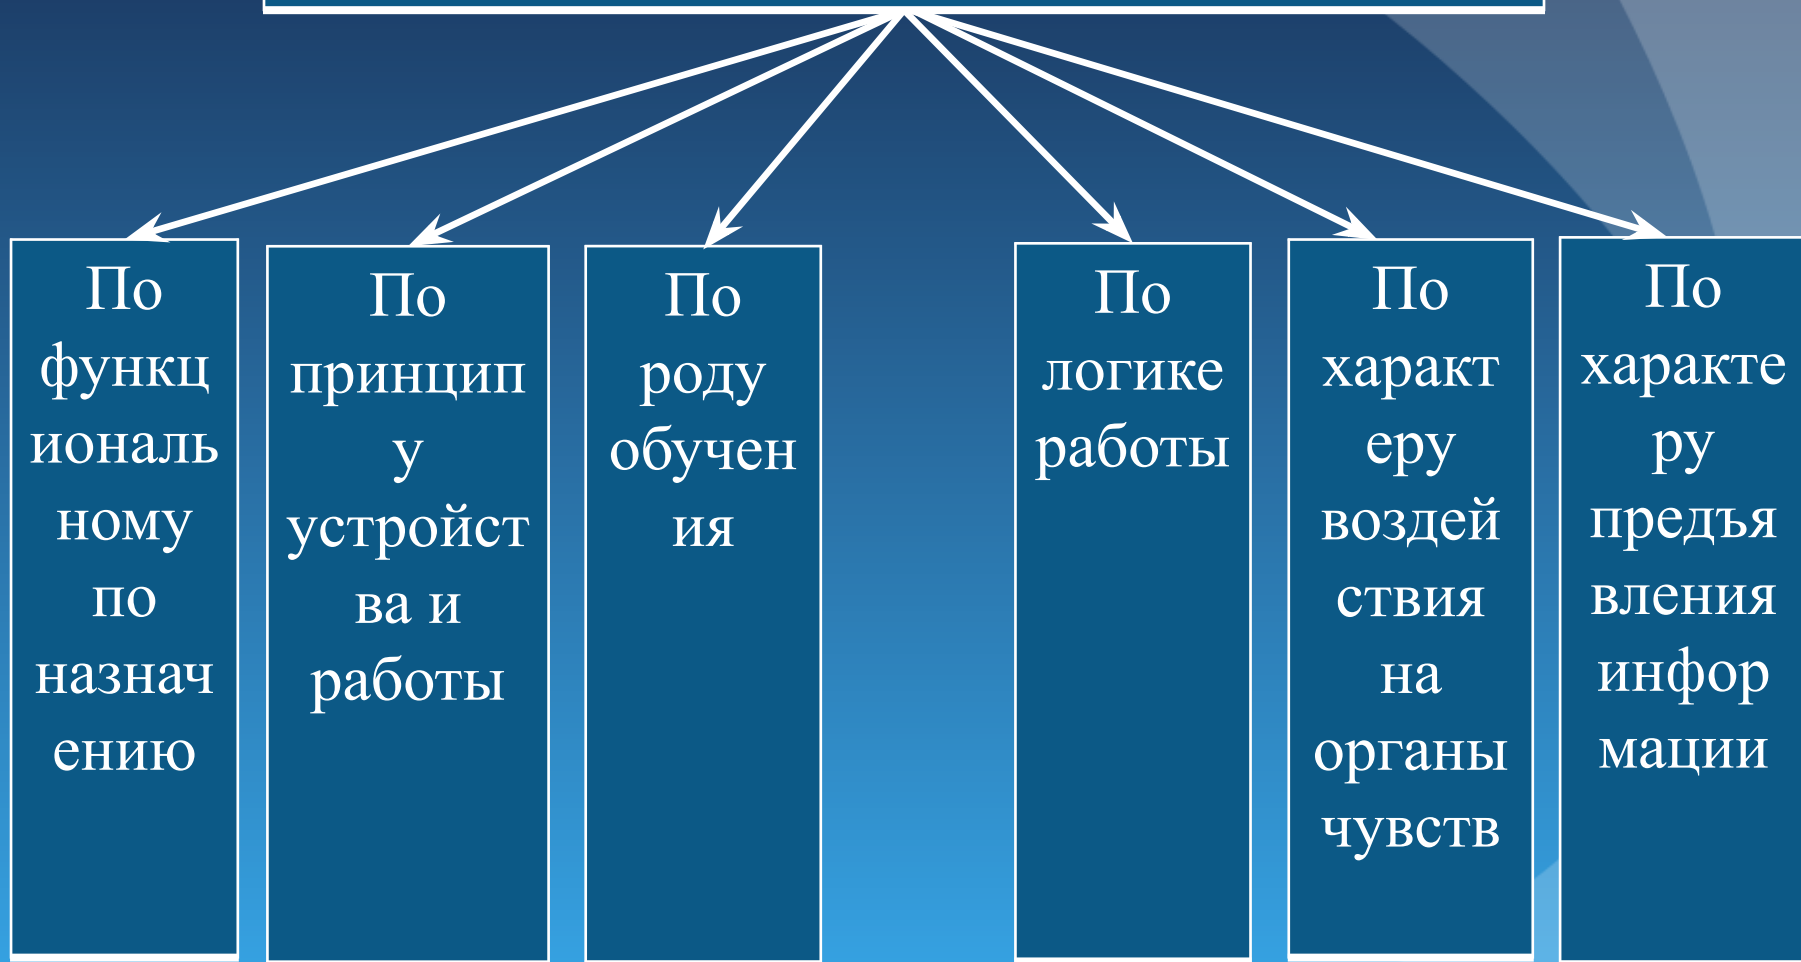 По
функц
иональ
ному
по
назнач
ению
По
принцип
у
устройст
ва и
работы
По
роду
обучен
ия
По
логике
работы
По
характ
еру
воздей
ствия
на
органы
чувств
По
характе
ру
предъя
вления
инфор
мации